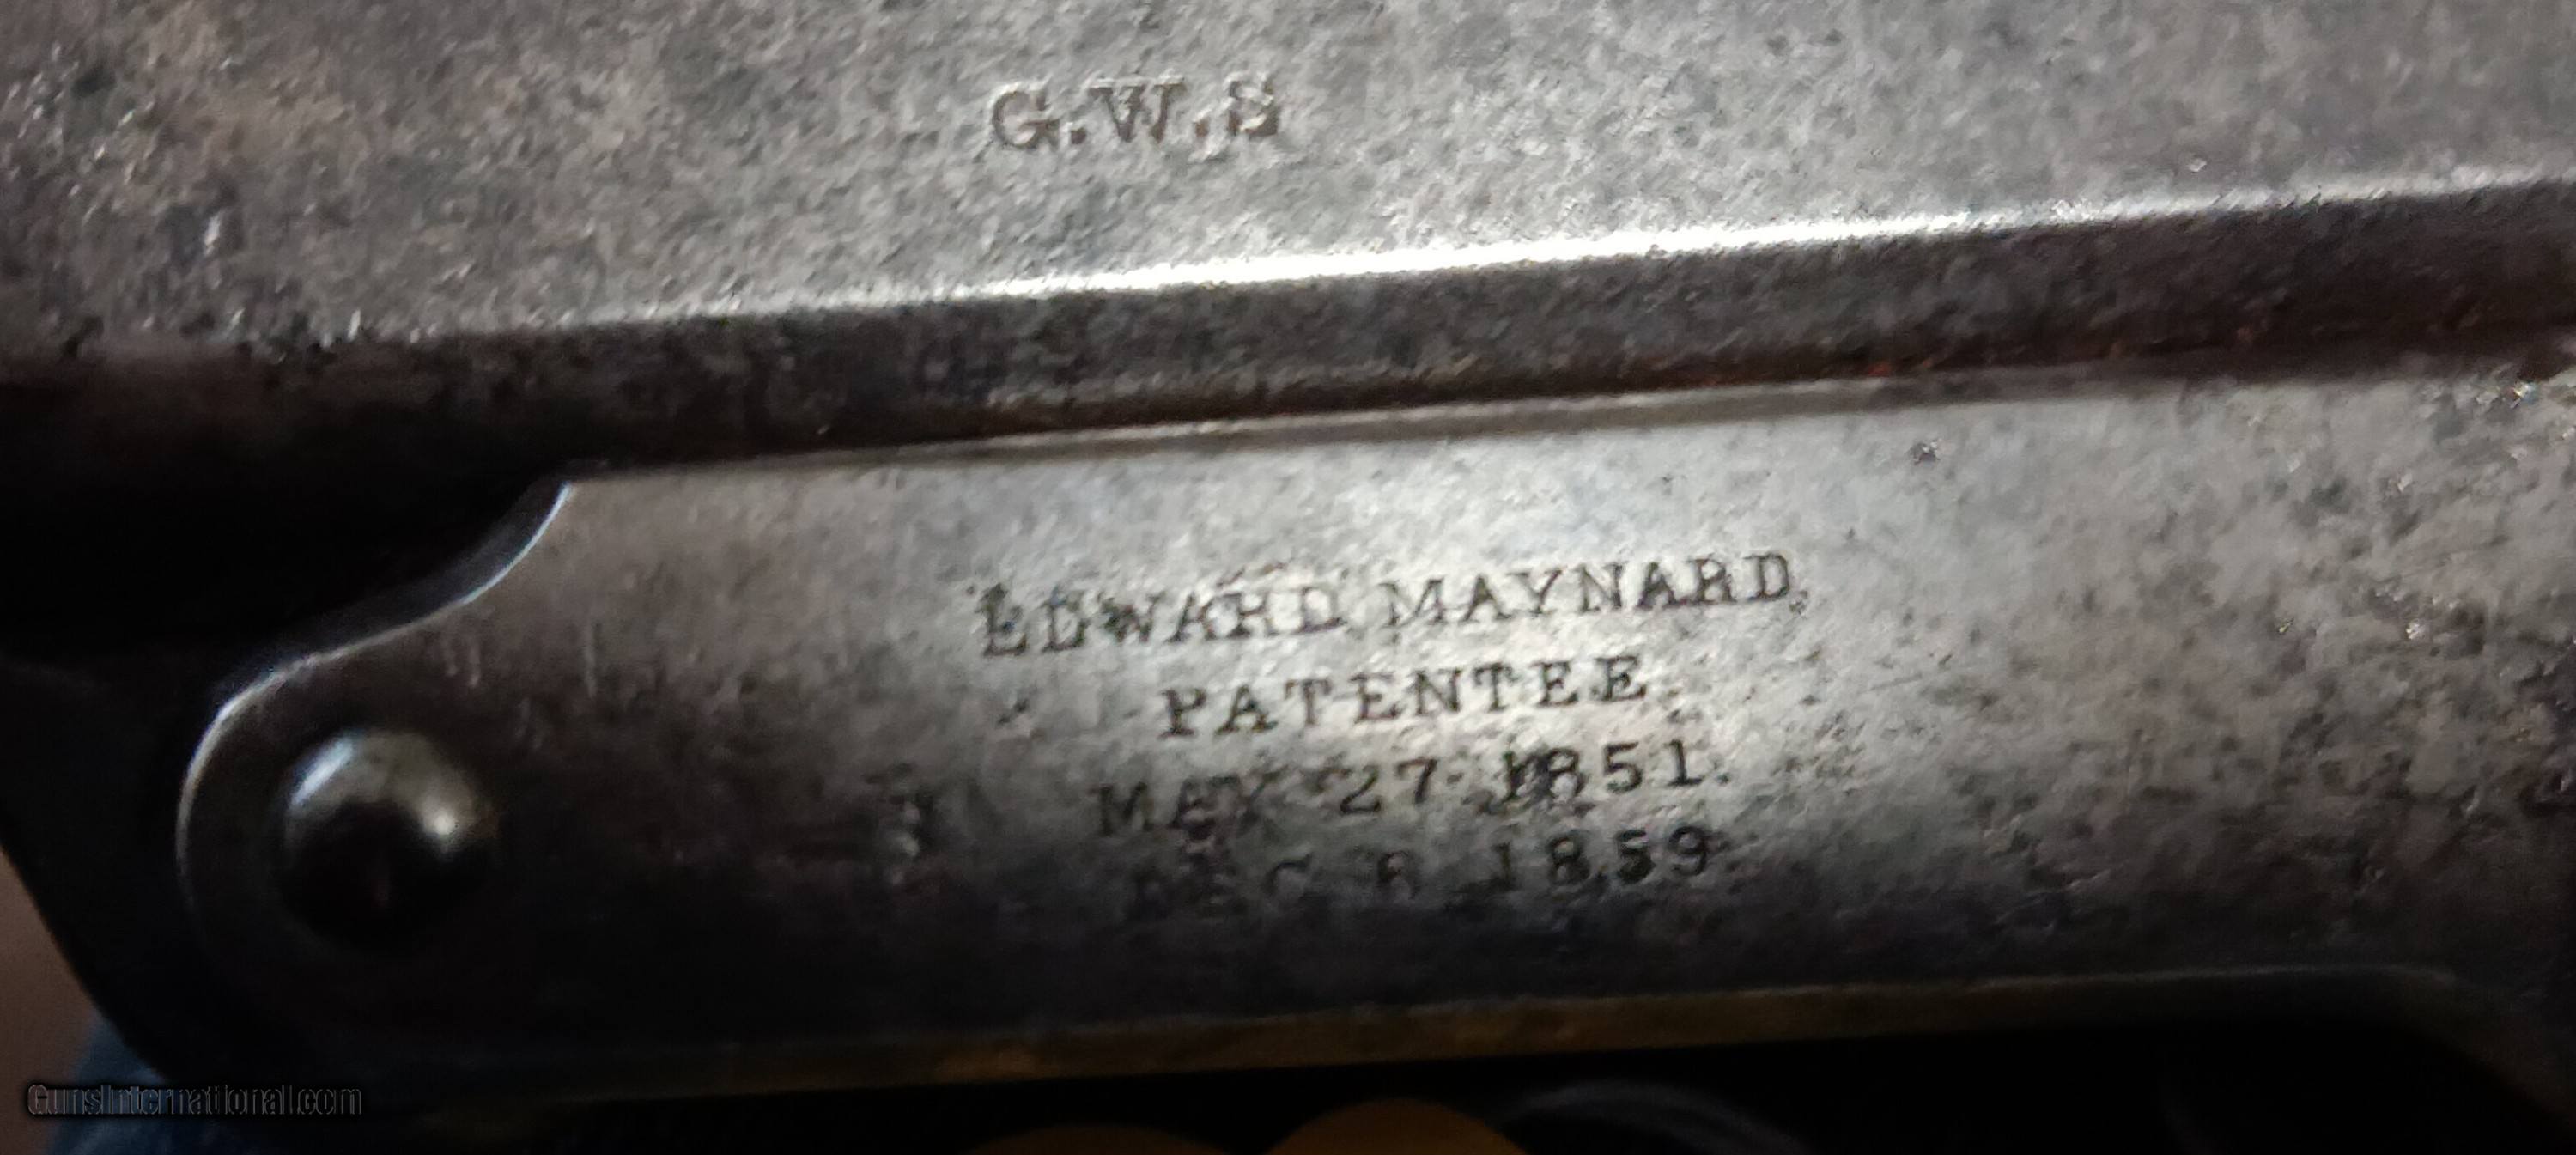 G.W.S
EDWARD MAYNARD.
PATENTEE
MAY 27 1851.
DEC 6 1859.
GunsInternational.com